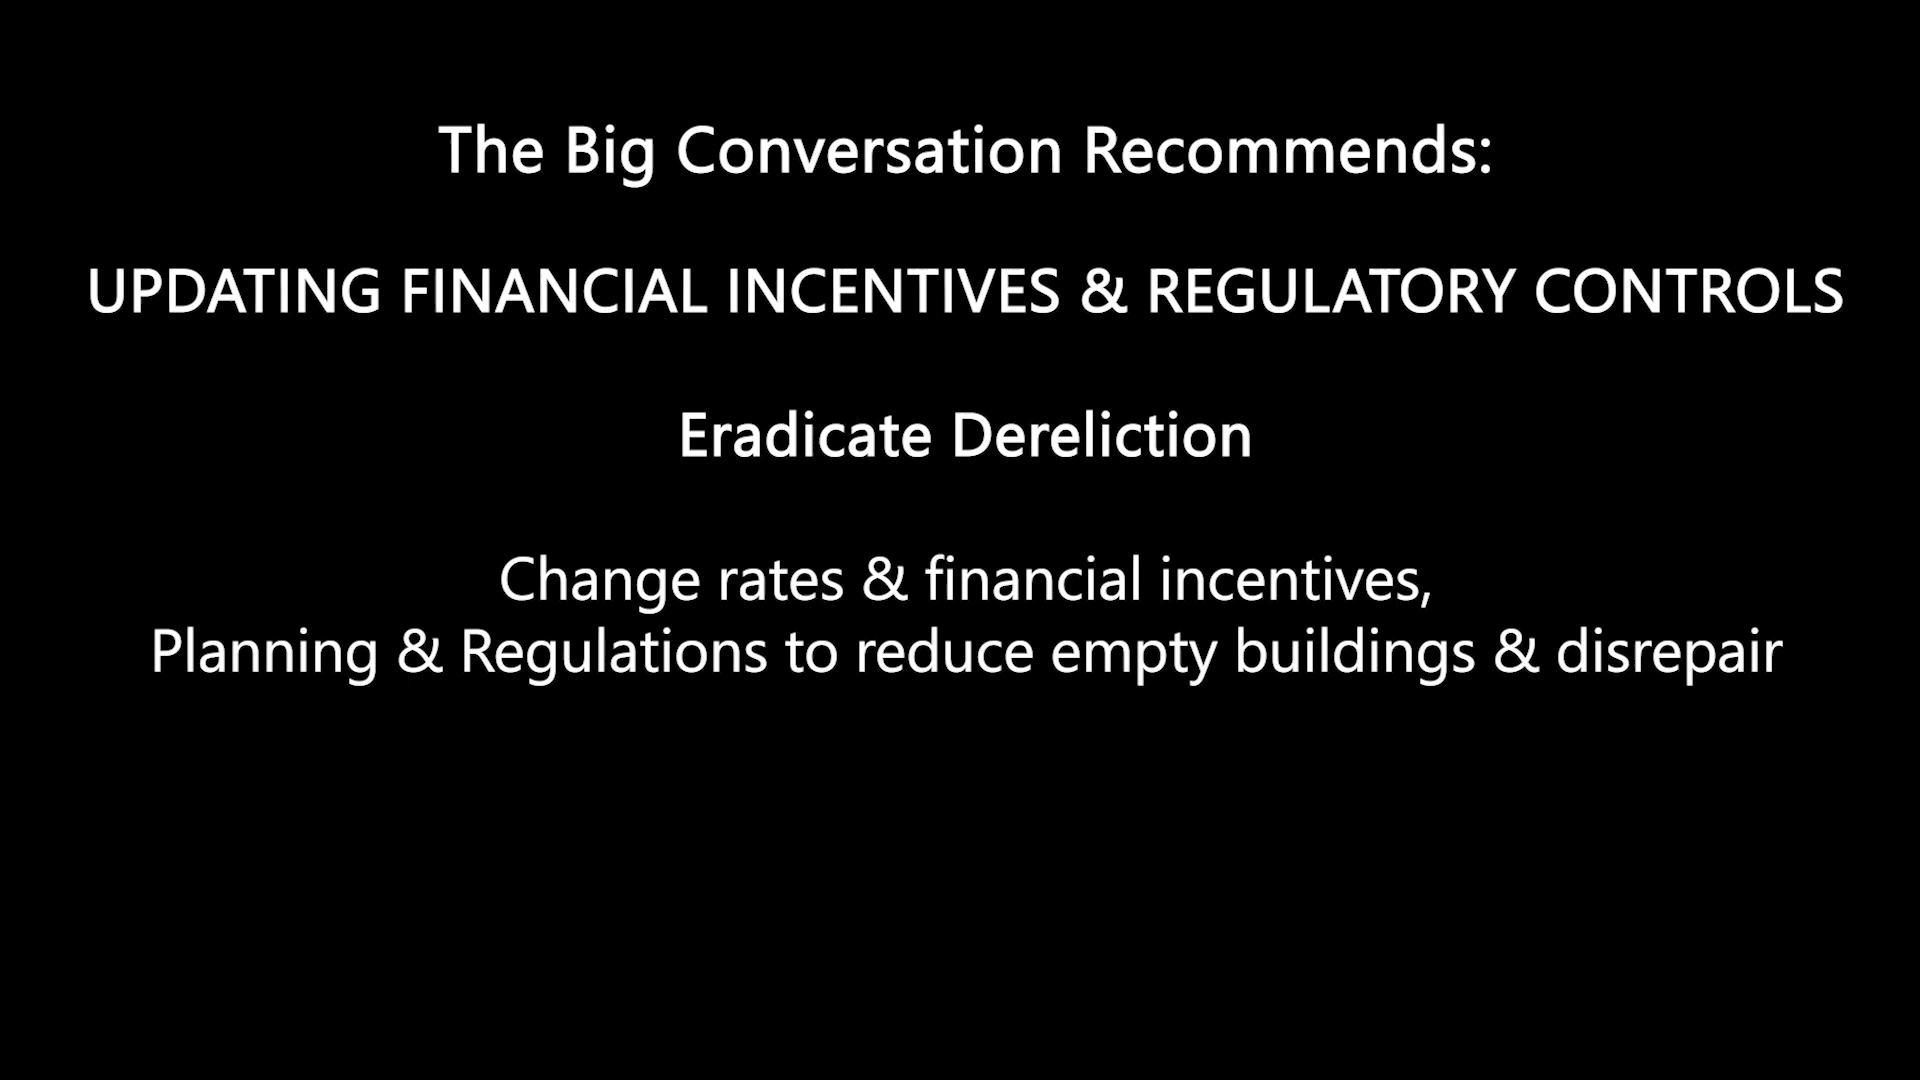 The Big Conversation Recommends:
UPDATING FINANCIAL INCENTIVES & REGULATORY CONTROLS
Eradicate Dereliction
Change rates & financial incentives,
Planning & Regulations to reduce empty buildings & disrepair